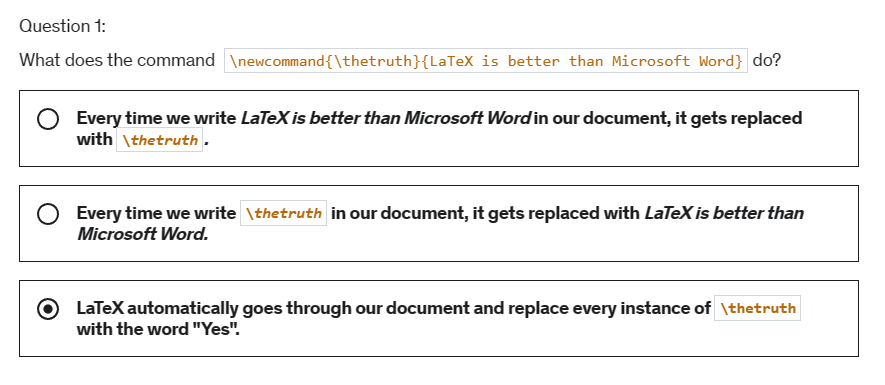 Question 1:
What does the command \newcommand{\thetruth}{LaTeX is better than Microsoft Word} do?
Every time we write LaTeX is better than Microsoft Word in our document, it gets replaced
with \thetruth.
Every time we write \thetruth in our document, it gets replaced with LaTeX is better than
Microsoft Word.
LaTeX automatically goes through our document and replace every instance of \thetruth
with the word "Yes".